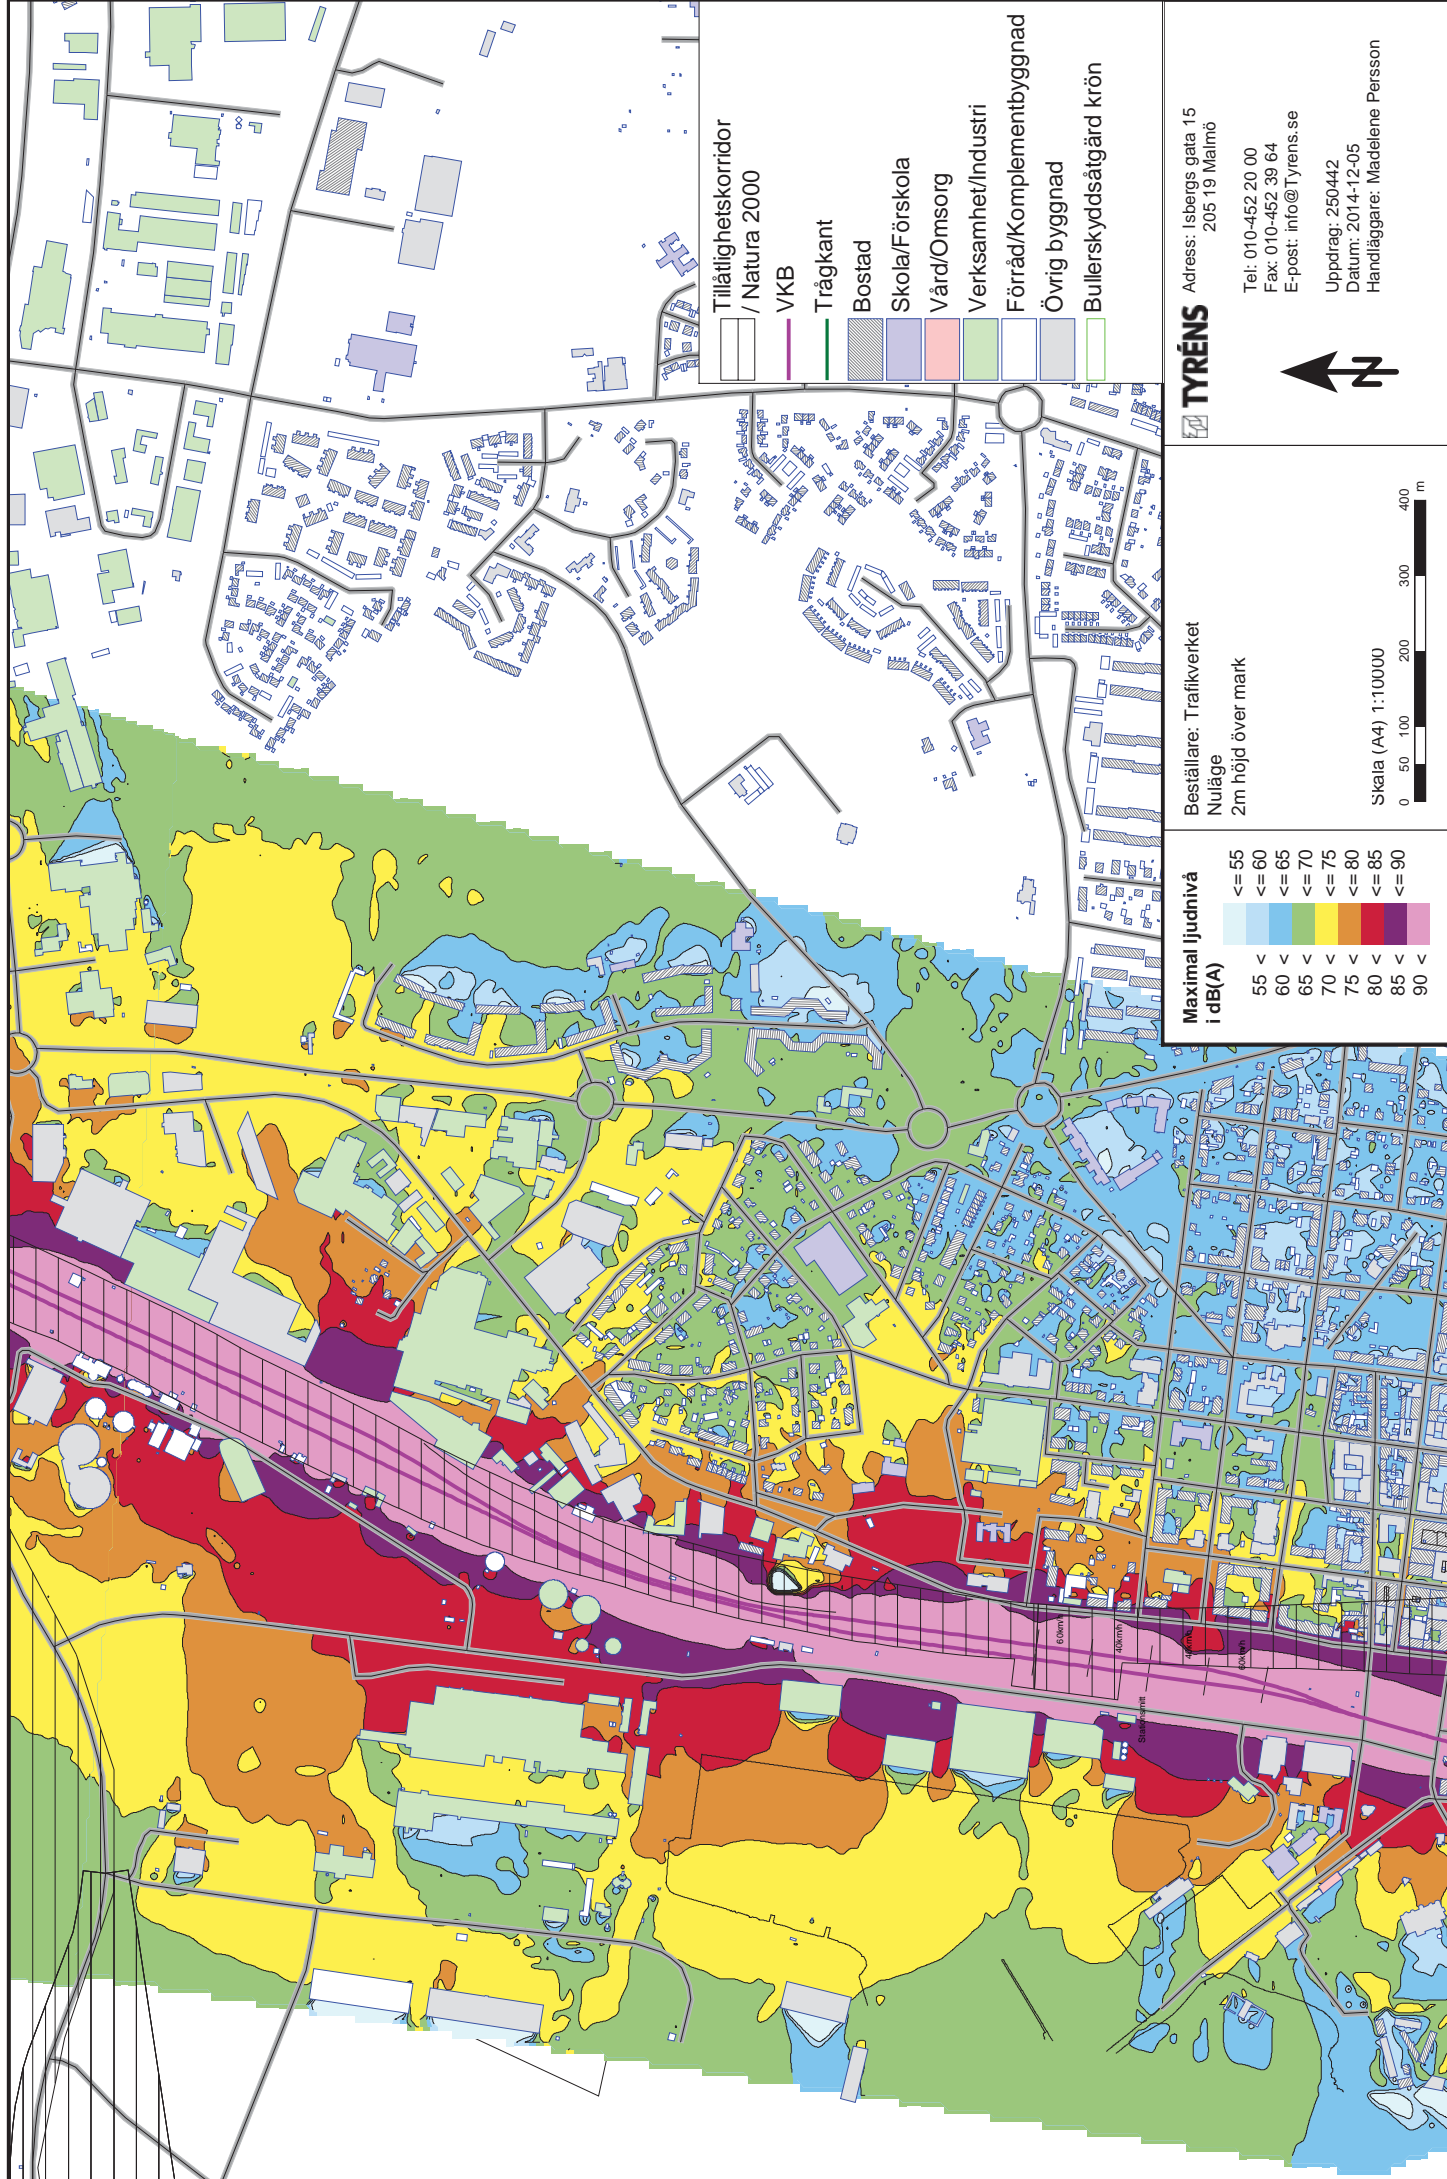 Tillåtlighetskorridor
/ Natura 2000
VKB
Trågkant
Bostad
Skola/Förskola
Vård/Omsorg
Verksamhet/Industri
Förråd/Komplementbyggnad
Övrig byggnad
Bullerskyddsåtgärd krön
TYRÉNS
Adress: Isbergs gata 15
205 19 Malmö
Tel: 010-452 20 00
Fax: 010-452 39 64
E-post: info@Tyrens.se
Uppdrag: 250442
Datum: 2014-12-05
Handläggare: Madelene Persson
N
Beställare: Trafikverket
Nuläge
2m höjd över mark
Skala (A4) 1:10000
0 50 100 200 300 400
m
Maximal ljudnivå
i dB(A)
<= 55
55 < <= 60
60 < <= 65
65 < <= 70
70 < <= 75
75 < <= 80
80 < <= 85
85 < <= 90
90 <
60km/h
40km/h
40km/h
60km/h
Stationsmitt